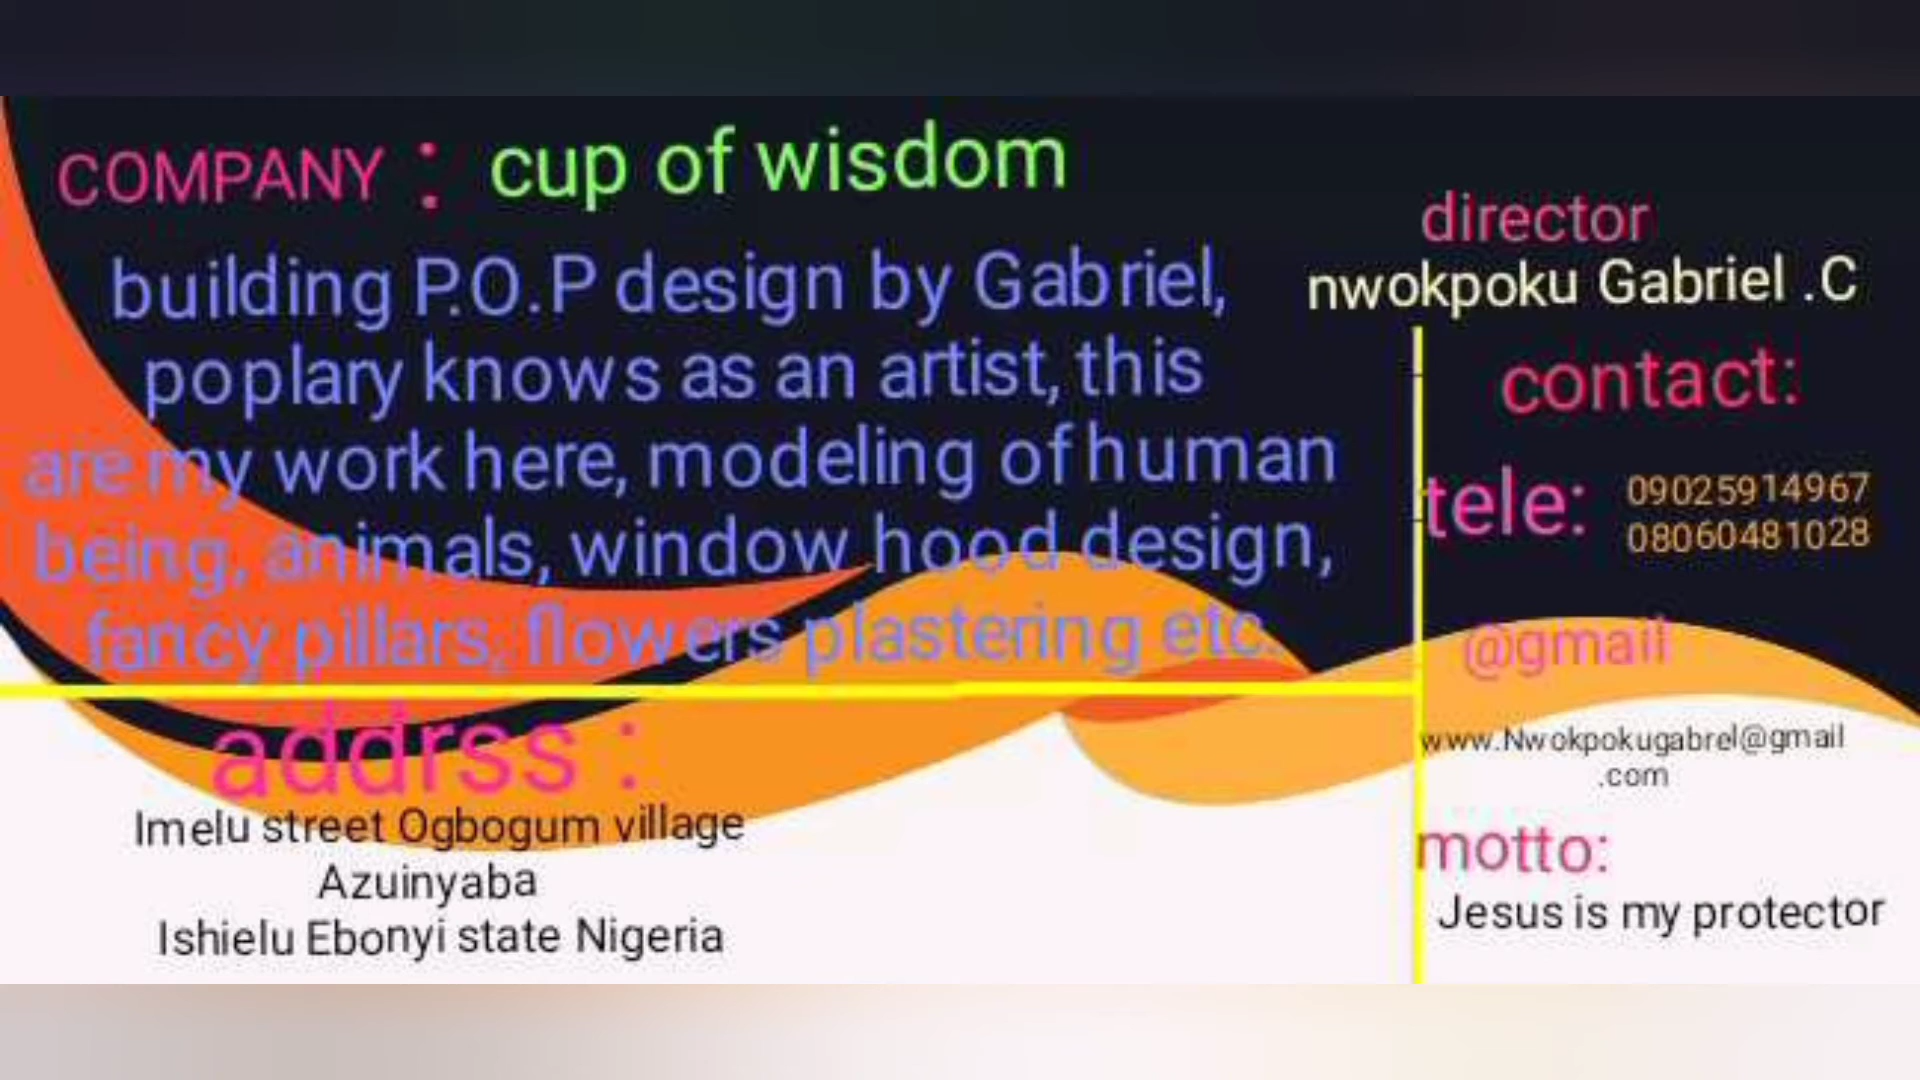 COMPANY : cup of wisdom
building P.O.P design by Gabriel,
poplary knows as an artist, this
are my work here, modeling of human
being, animals, window hood design,
fancy pillars, flowers plastering etc.
addrss :
Imelu street Ogbogum village
Azuinyaba
Ishielu Ebonyi state Nigeria
director
nwokpoku Gabriel .C
contact:
tele: 09025914967
08060481028
@gmail
www.Nwokpokugabrel@gmail
.com
motto:
Jesus is my protector